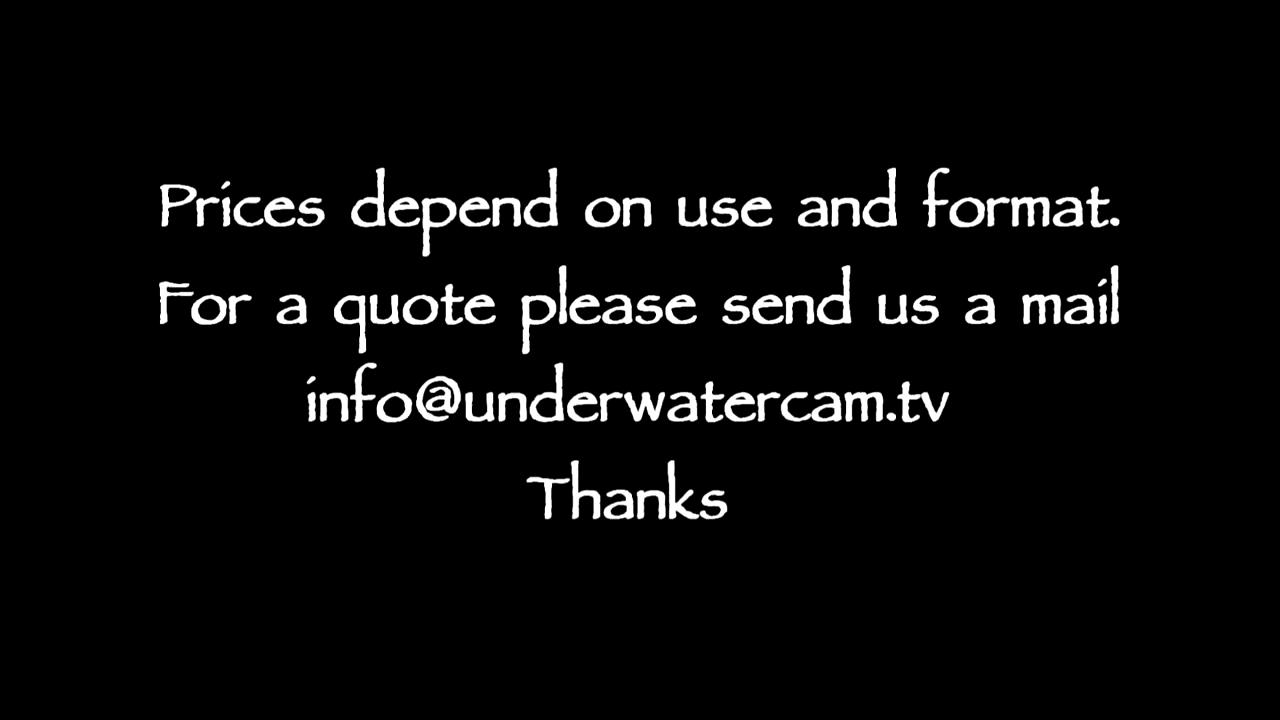 Prices depend on use and format.
For a quote please send us a mail
info@underwatercam.tv
Thanks